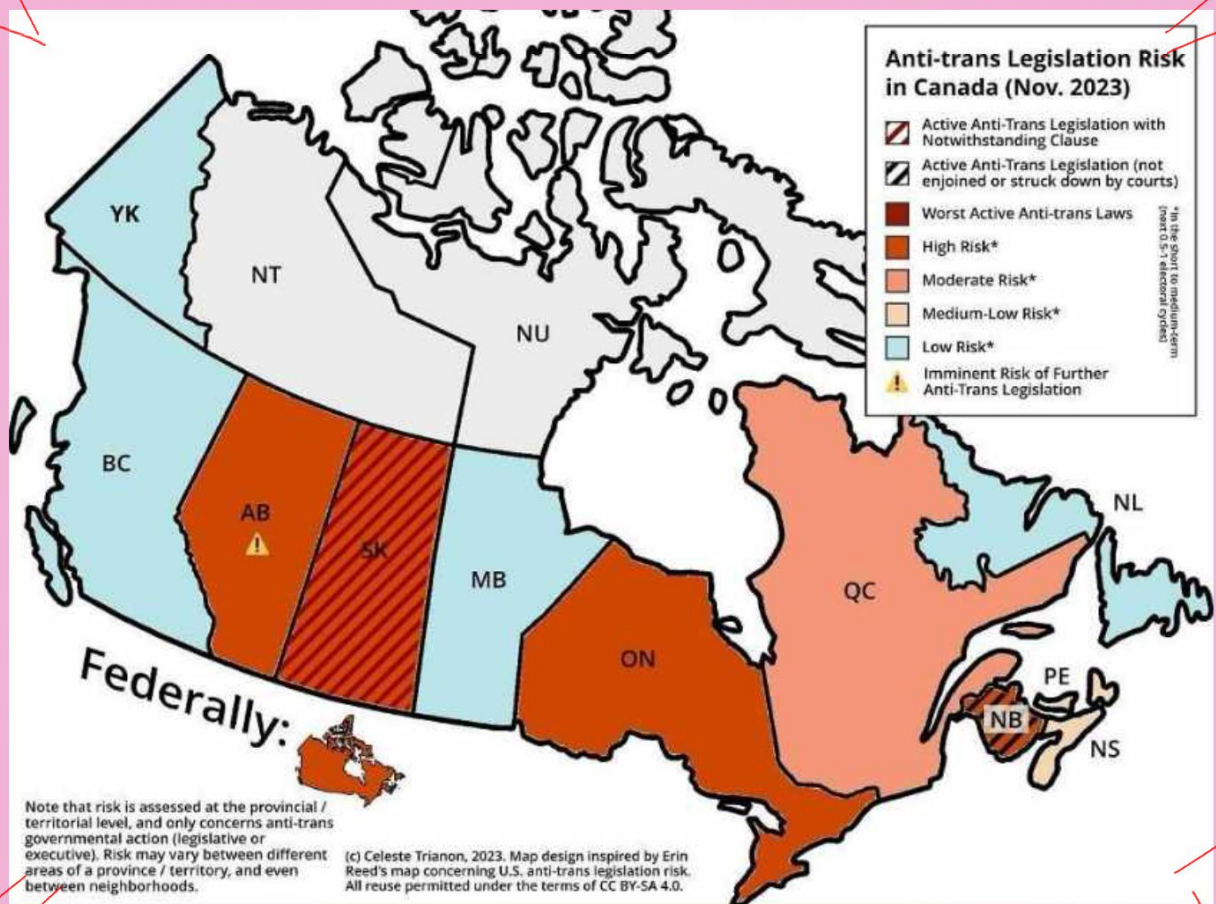 Anti-trans Legislation Risk
in Canada (Nov. 2023)
Active Anti-Trans Legislation with
Notwithstanding Clause
Active Anti-Trans Legislation (not
enjoined or struck down by courts)
Worst Active Anti-trans Laws
High Risk*
Moderate Risk*
Medium-Low Risk*
Low Risk*
Imminent Risk of Further
Anti-Trans Legislation
*In the short to medium-term
(next 0.5-1 electoral cycles)
YK
NT
NU
BC
AB
SK
MB
ON
QC
NL
PE
NB
NS
Federally:
Note that risk is assessed at the provincial /
territorial level, and only concerns anti-trans
governmental action (legislative or
executive). Risk may vary between different
areas of a province / territory, and even
between neighborhoods.
(c) Celeste Trianon, 2023. Map design inspired by Erin
Reed's map concerning U.S. anti-trans legislation risk.
All reuse permitted under the terms of CC BY-SA 4.0.